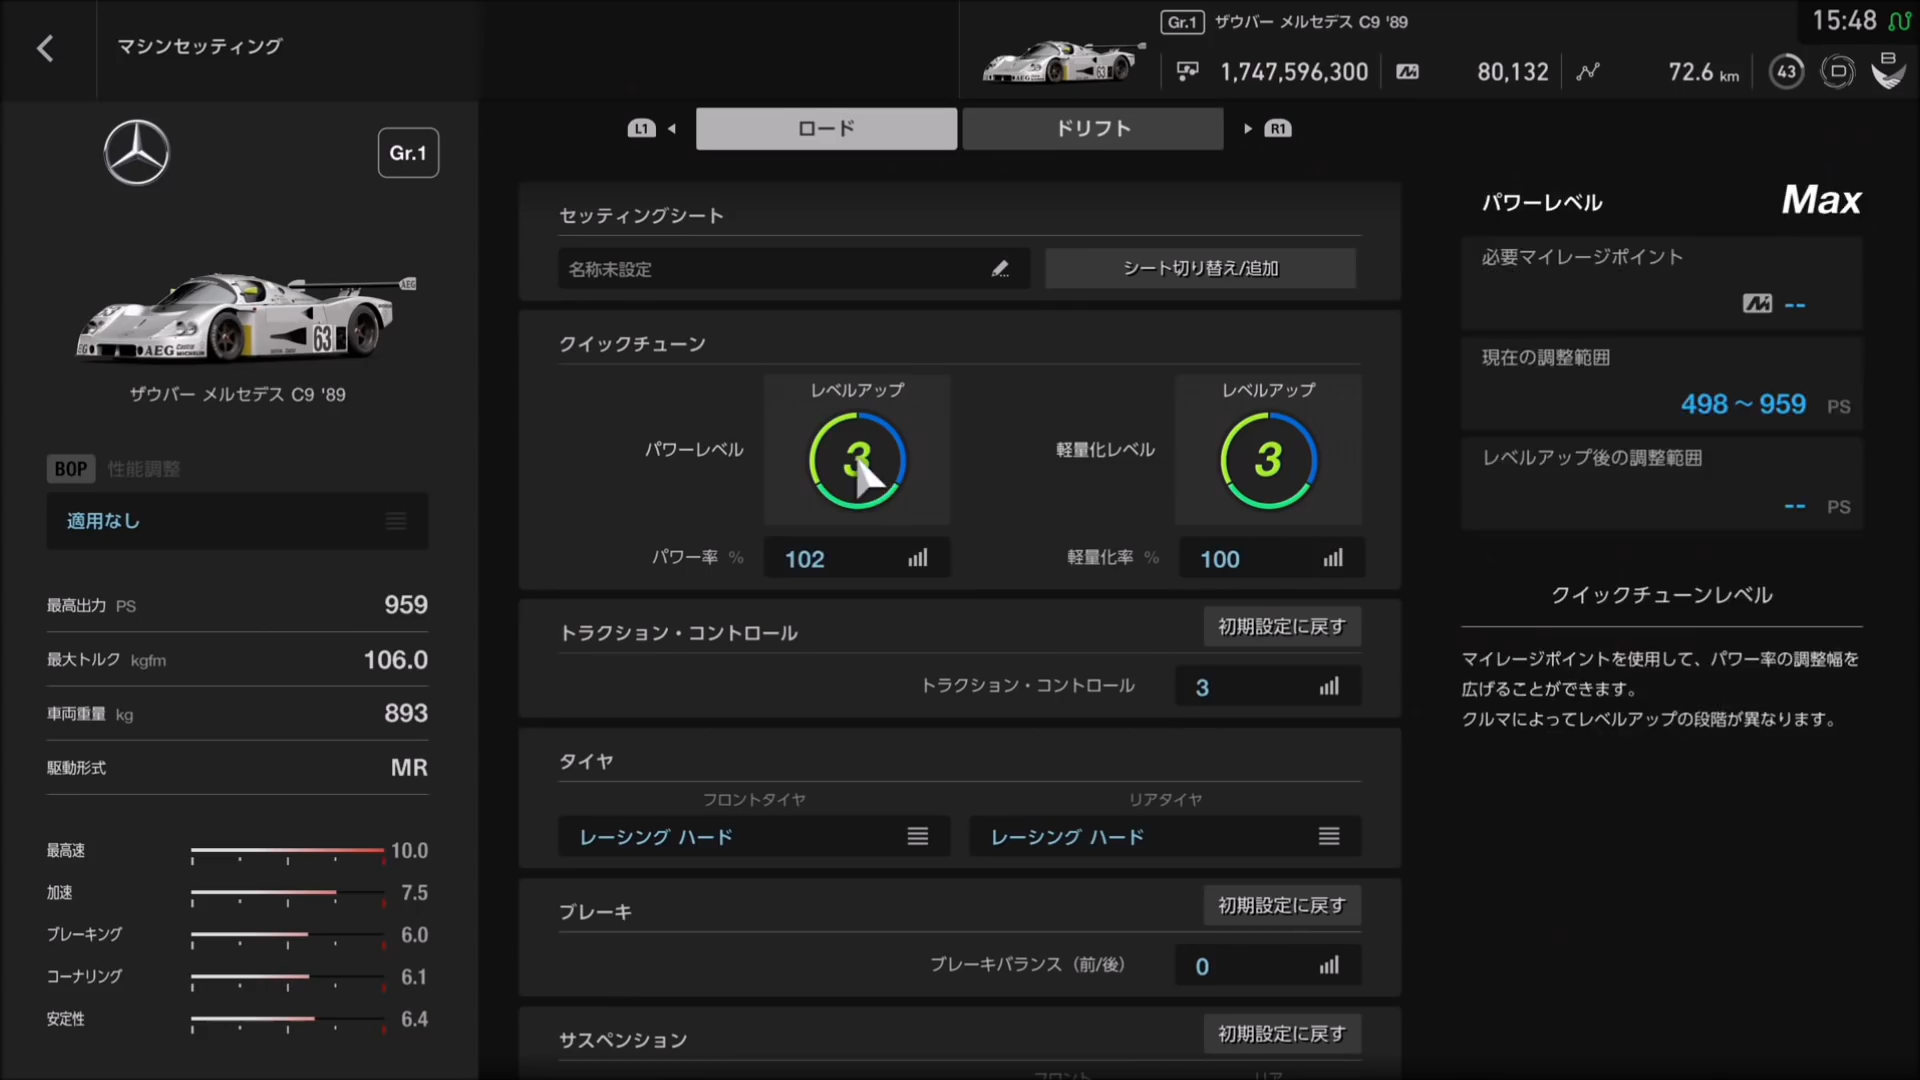 マシンセッティング
Gr.1 ザウバー メルセデス C9 '89
15:48
1,747,596,300
80,132
72.6 km
43
D
B
L1 ロード ドリフト R1
Gr.1
AEG
63
ザウバー メルセデス C9 '89
BOP 性能調整
適用なし
最高出力 PS 959
最大トルク kgfm 106.0
車両重量 kg 893
駆動形式 MR
最高速 10.0
加速 7.5
ブレーキング 6.0
コーナリング 6.1
安定性 6.4
セッティングシート
名称未設定 シート切り替え/追加
クイックチューン
レベルアップ レベルアップ
パワーレベル 3 軽量化レベル 3
パワー率 % 102 軽量化率 % 100
トラクション・コントロール 初期設定に戻す
トラクション・コントロール 3
タイヤ
フロントタイヤ リアタイヤ
レーシング ハード レーシング ハード
ブレーキ 初期設定に戻す
ブレーキバランス（前/後） 0
サスペンション 初期設定に戻す
フロント リア
パワーレベル Max
必要マイレージポイント
--
現在の調整範囲
498 ～ 959 PS
レベルアップ後の調整範囲
-- PS
クイックチューンレベル
マイレージポイントを使用して、パワー率の調整幅を
広げることができます。
クルマによってレベルアップの段階が異なります。